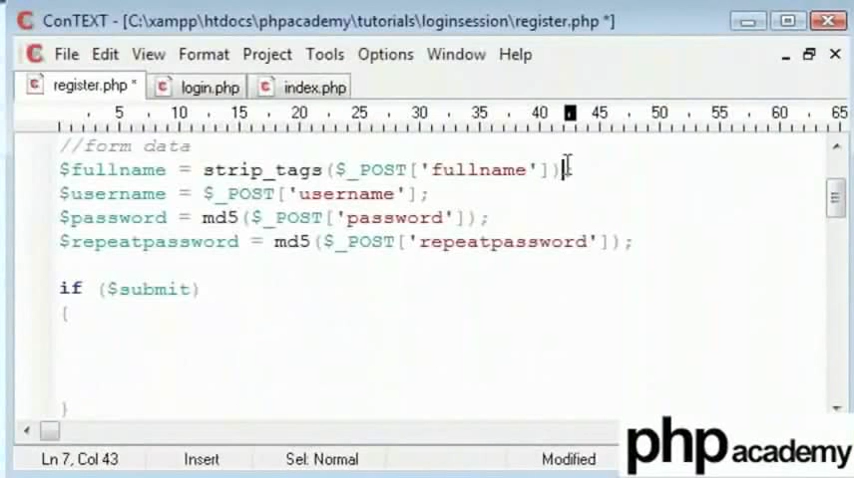 ConTEXT - [C:\xampp\htdocs\phpacademy\tutorials\loginsession\register.php *]
File Edit View Format Project Tools Options Window Help
register.php * login.php index.php
5 10 15 20 25 30 35 40 45 50 55 60 65
//form data
$fullname = strip_tags($_POST['fullname']);
$username = $_POST['username'];
$password = md5($_POST['password']);
$repeatpassword = md5($_POST['repeatpassword']);
if ($submit)
{
}
Ln 7, Col 43 Insert Sel: Normal Modified
php academy